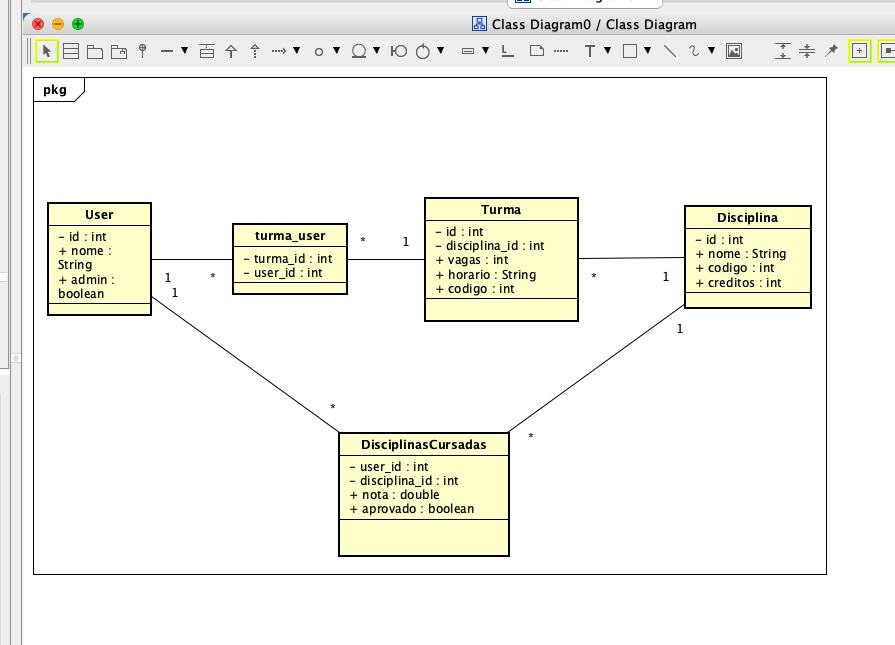 Class Diagram0 / Class Diagram
T
pkg
User
- id : int
+ nome :
String
+ admin :
boolean
1
1
*
turma_user
- turma_id : int
- user_id : int
*
1
Turma
- id : int
- disciplina_id : int
+ vagas : int
+ horario : String
+ codigo : int
*
1
Disciplina
- id : int
+ nome : String
+ codigo : int
+ creditos : int
1
*
*
DisciplinasCursadas
- user_id : int
- disciplina_id : int
+ nota : double
+ aprovado : boolean